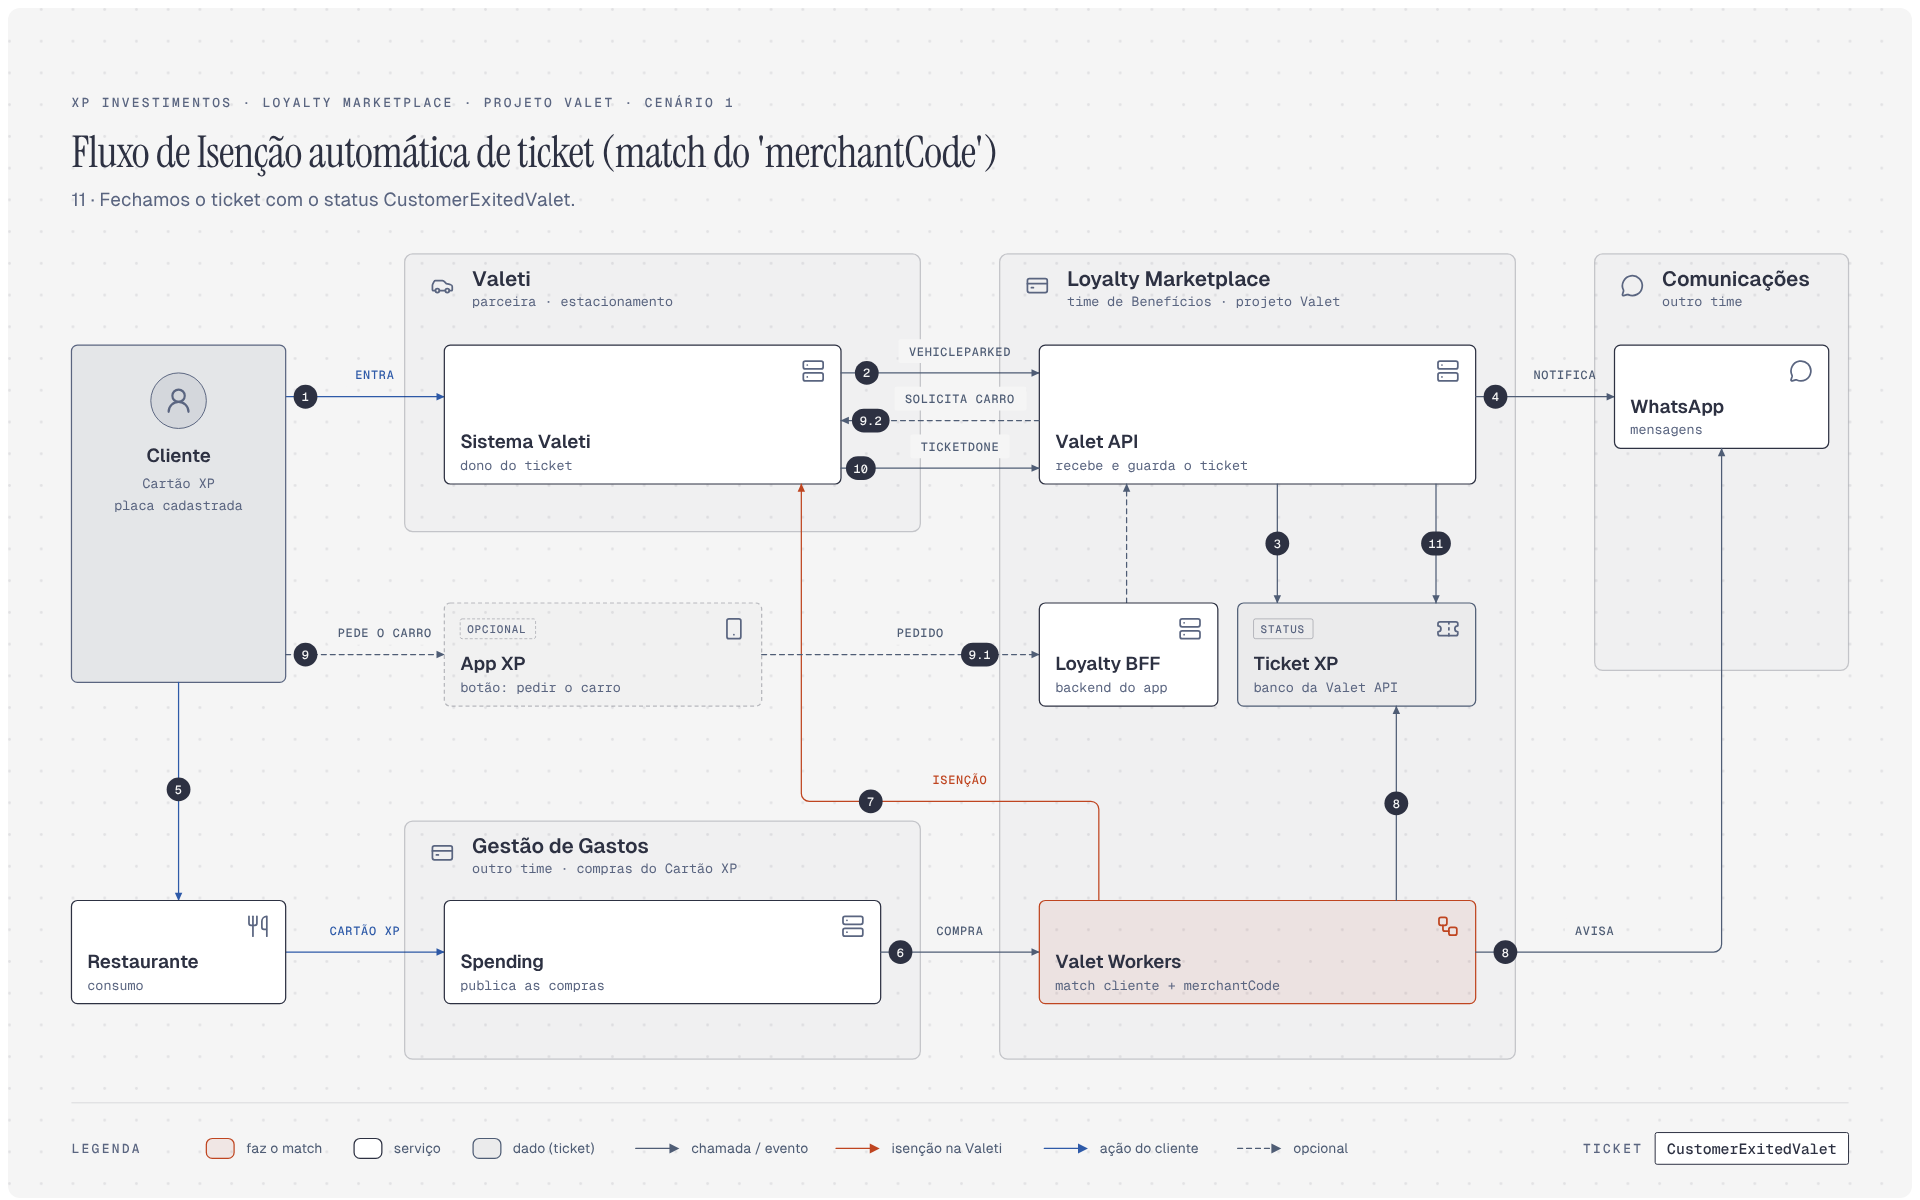 XP INVESTIMENTOS · LOYALTY MARKETPLACE · PROJETO VALET · CENÁRIO 1
Fluxo de Isenção automática de ticket (match do 'merchantCode')
11 · Fechamos o ticket com o status CustomerExitedValet.
Valeti
parceira · estacionamento
Loyalty Marketplace
time de Benefícios · projeto Valet
Comunicações
outro time
Cliente
Cartão XP
placa cadastrada
1
ENTRA
Sistema Valeti
dono do ticket
2
VEHICLEPARKED
9.2
SOLICITA CARRO
10
TICKETDONE
Valet API
recebe e guarda o ticket
4
NOTIFICA
WhatsApp
mensagens
3
11
9
PEDE O CARRO
OPCIONAL
App XP
botão: pedir o carro
PEDIDO
9.1
Loyalty BFF
backend do app
STATUS
Ticket XP
banco da Valet API
5
ISENÇÃO
7
8
Gestão de Gastos
outro time · compras do Cartão XP
Restaurante
consumo
CARTÃO XP
Spending
publica as compras
6
COMPRA
Valet Workers
match cliente + merchantCode
8
AVISA
LEGENDA
faz o match
serviço
dado (ticket)
chamada / evento
isenção na Valeti
ação do cliente
opcional
TICKET
CustomerExitedValet